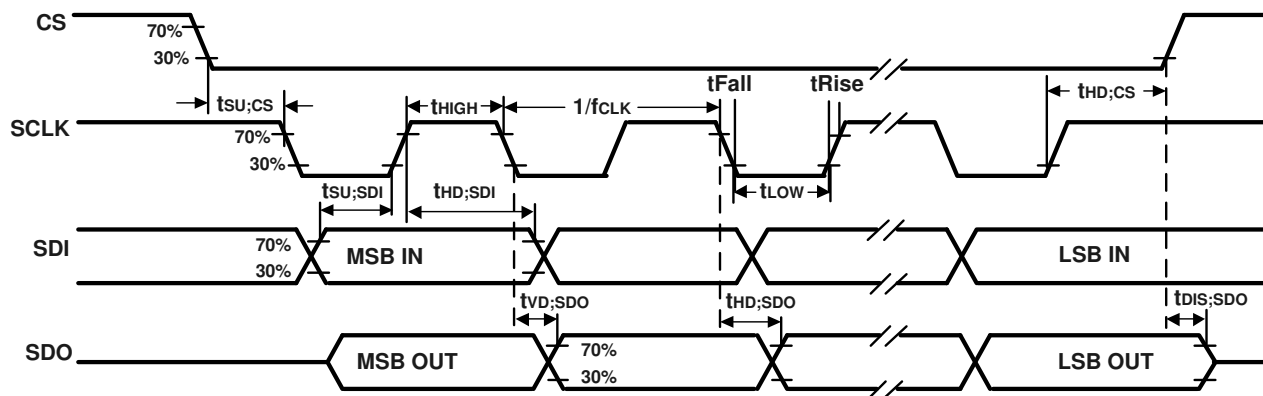 CS
70%
30%
tSU;CS
tHIGH
1/fCLK
tFall
tRise
tHD;CS
SCLK
70%
30%
tSU;SDI
tHD;SDI
tLOW
SDI
70%
30%
MSB IN
LSB IN
tVD;SDO
tHD;SDO
tDIS;SDO
SDO
MSB OUT
70%
30%
LSB OUT